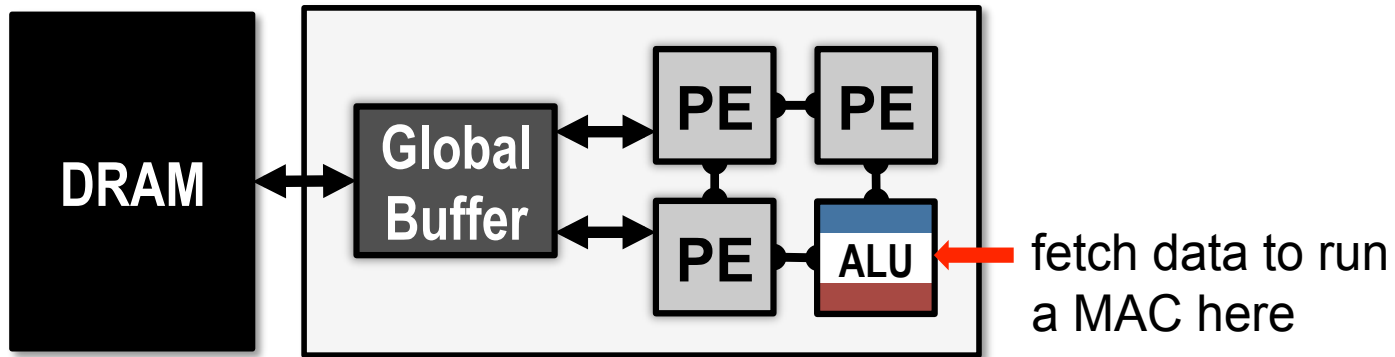 DRAM
Global
Buffer
PE
PE
PE
ALU
fetch data to run
a MAC here